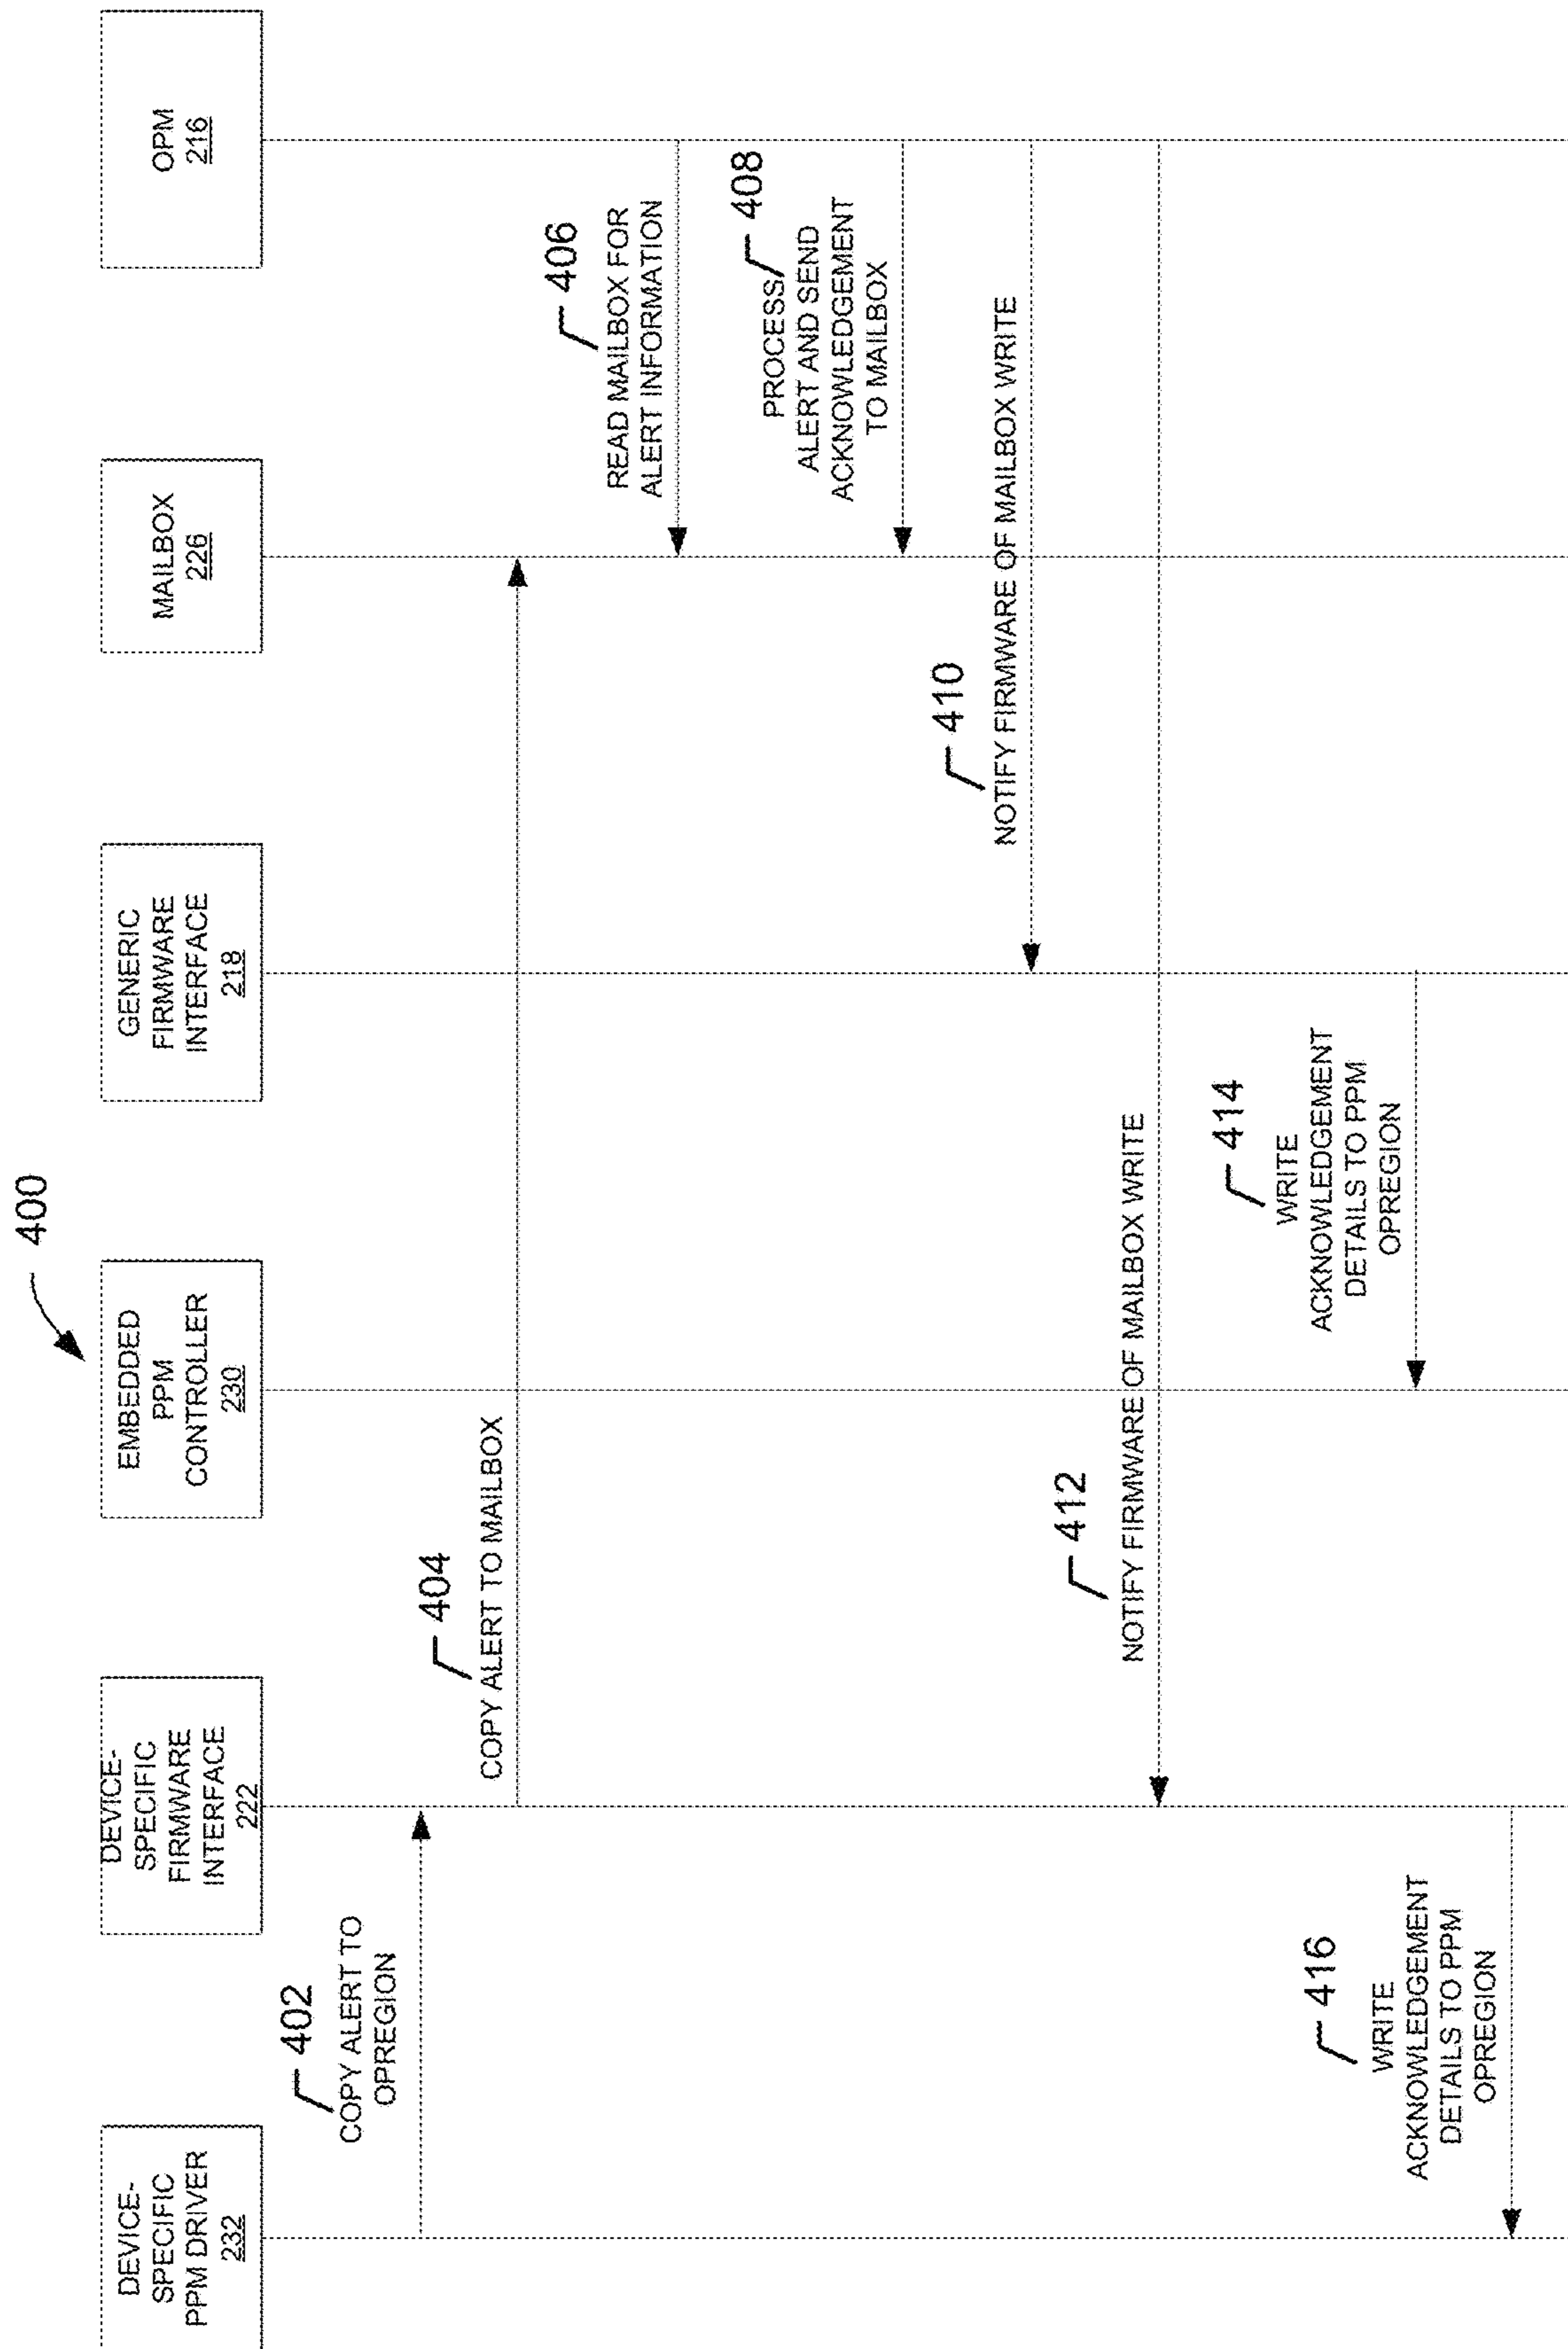 400
DEVICE-
SPECIFIC
PPM DRIVER
232
DEVICE-
SPECIFIC
FIRMWARE
INTERFACE
222
EMBEDDED
PPM
CONTROLLER
230
GENERIC
FIRMWARE
INTERFACE
218
MAILBOX
226
OPM
216
402
COPY ALERT TO
OPREGION
404
COPY ALERT TO MAILBOX
406
READ MAILBOX FOR
ALERT INFORMATION
408
PROCESS
ALERT AND SEND
ACKNOWLEDGEMENT
TO MAILBOX
410
NOTIFY FIRMWARE OF MAILBOX WRITE
412
NOTIFY FIRMWARE OF MAILBOX WRITE
414
WRITE
ACKNOWLEDGEMENT
DETAILS TO PPM
OPREGION
416
WRITE
ACKNOWLEDGEMENT
DETAILS TO PPM
OPREGION